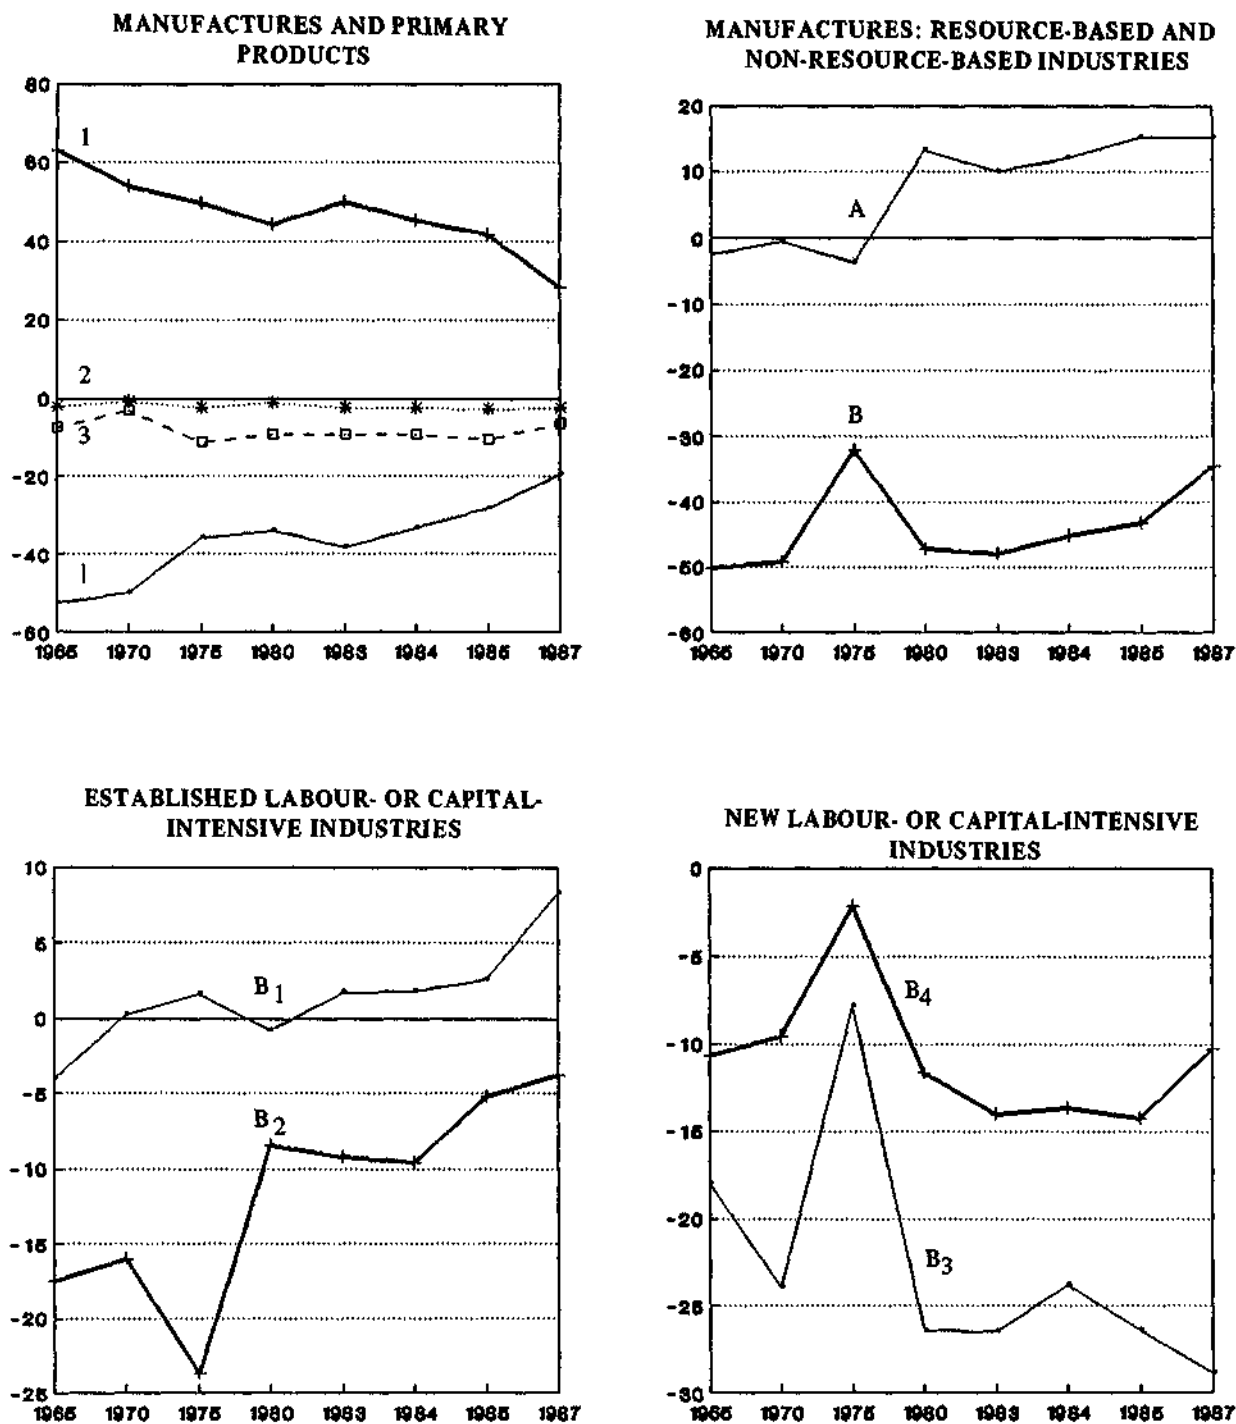 MANUFACTURES AND PRIMARY
PRODUCTS
80
60
40
20
0
-20
-40
-60
1
2
3
1
1965 1970 1975 1980 1983 1984 1985 1987
MANUFACTURES: RESOURCE-BASED AND
NON-RESOURCE-BASED INDUSTRIES
20
10
0
-10
-20
-30
-40
-50
-60
A
B
1965 1970 1975 1980 1983 1984 1985 1987
ESTABLISHED LABOUR- OR CAPITAL-
INTENSIVE INDUSTRIES
10
5
0
-5
-10
-15
-20
-25
B1
B2
1965 1970 1975 1980 1983 1984 1985 1987
NEW LABOUR- OR CAPITAL-INTENSIVE
INDUSTRIES
0
-5
-10
-15
-20
-25
-30
B4
B3
1965 1970 1975 1980 1983 1984 1985 1987